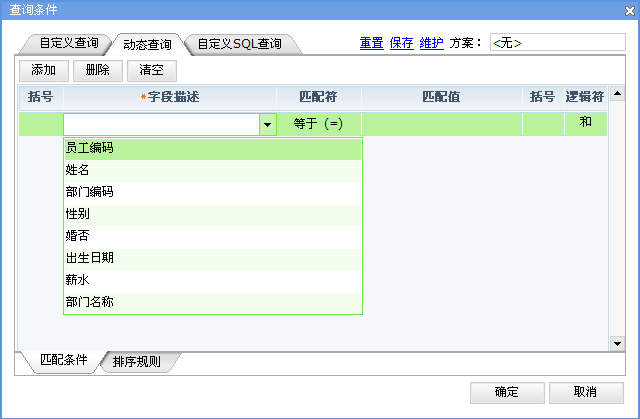 查询条件
自定义查询 动态查询 自定义SQL查询 重置 保存 维护 方案： <无>
添加 删除 清空
括号 *字段描述 匹配符 匹配值 括号 逻辑符
等于（=） 和
员工编码
姓名
部门编码
性别
婚否
出生日期
薪水
部门名称
匹配条件 排序规则
确定 取消